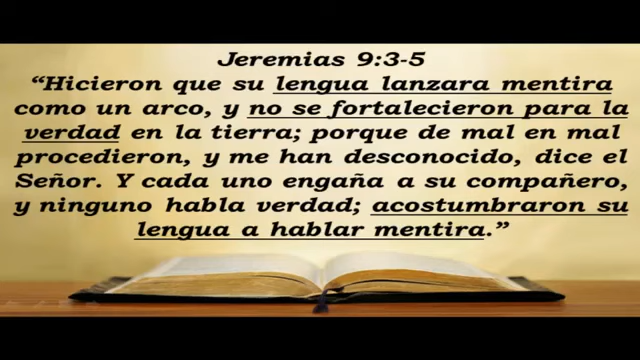 Jeremias 9:3-5
“Hicieron que su lengua lanzara mentira
como un arco, y no se fortalecieron para la
verdad en la tierra; porque de mal en mal
procedieron, y me han desconocido, dice el
Señor. Y cada uno engaña a su compañero,
y ninguno habla verdad; acostumbraron su
lengua a hablar mentira.”